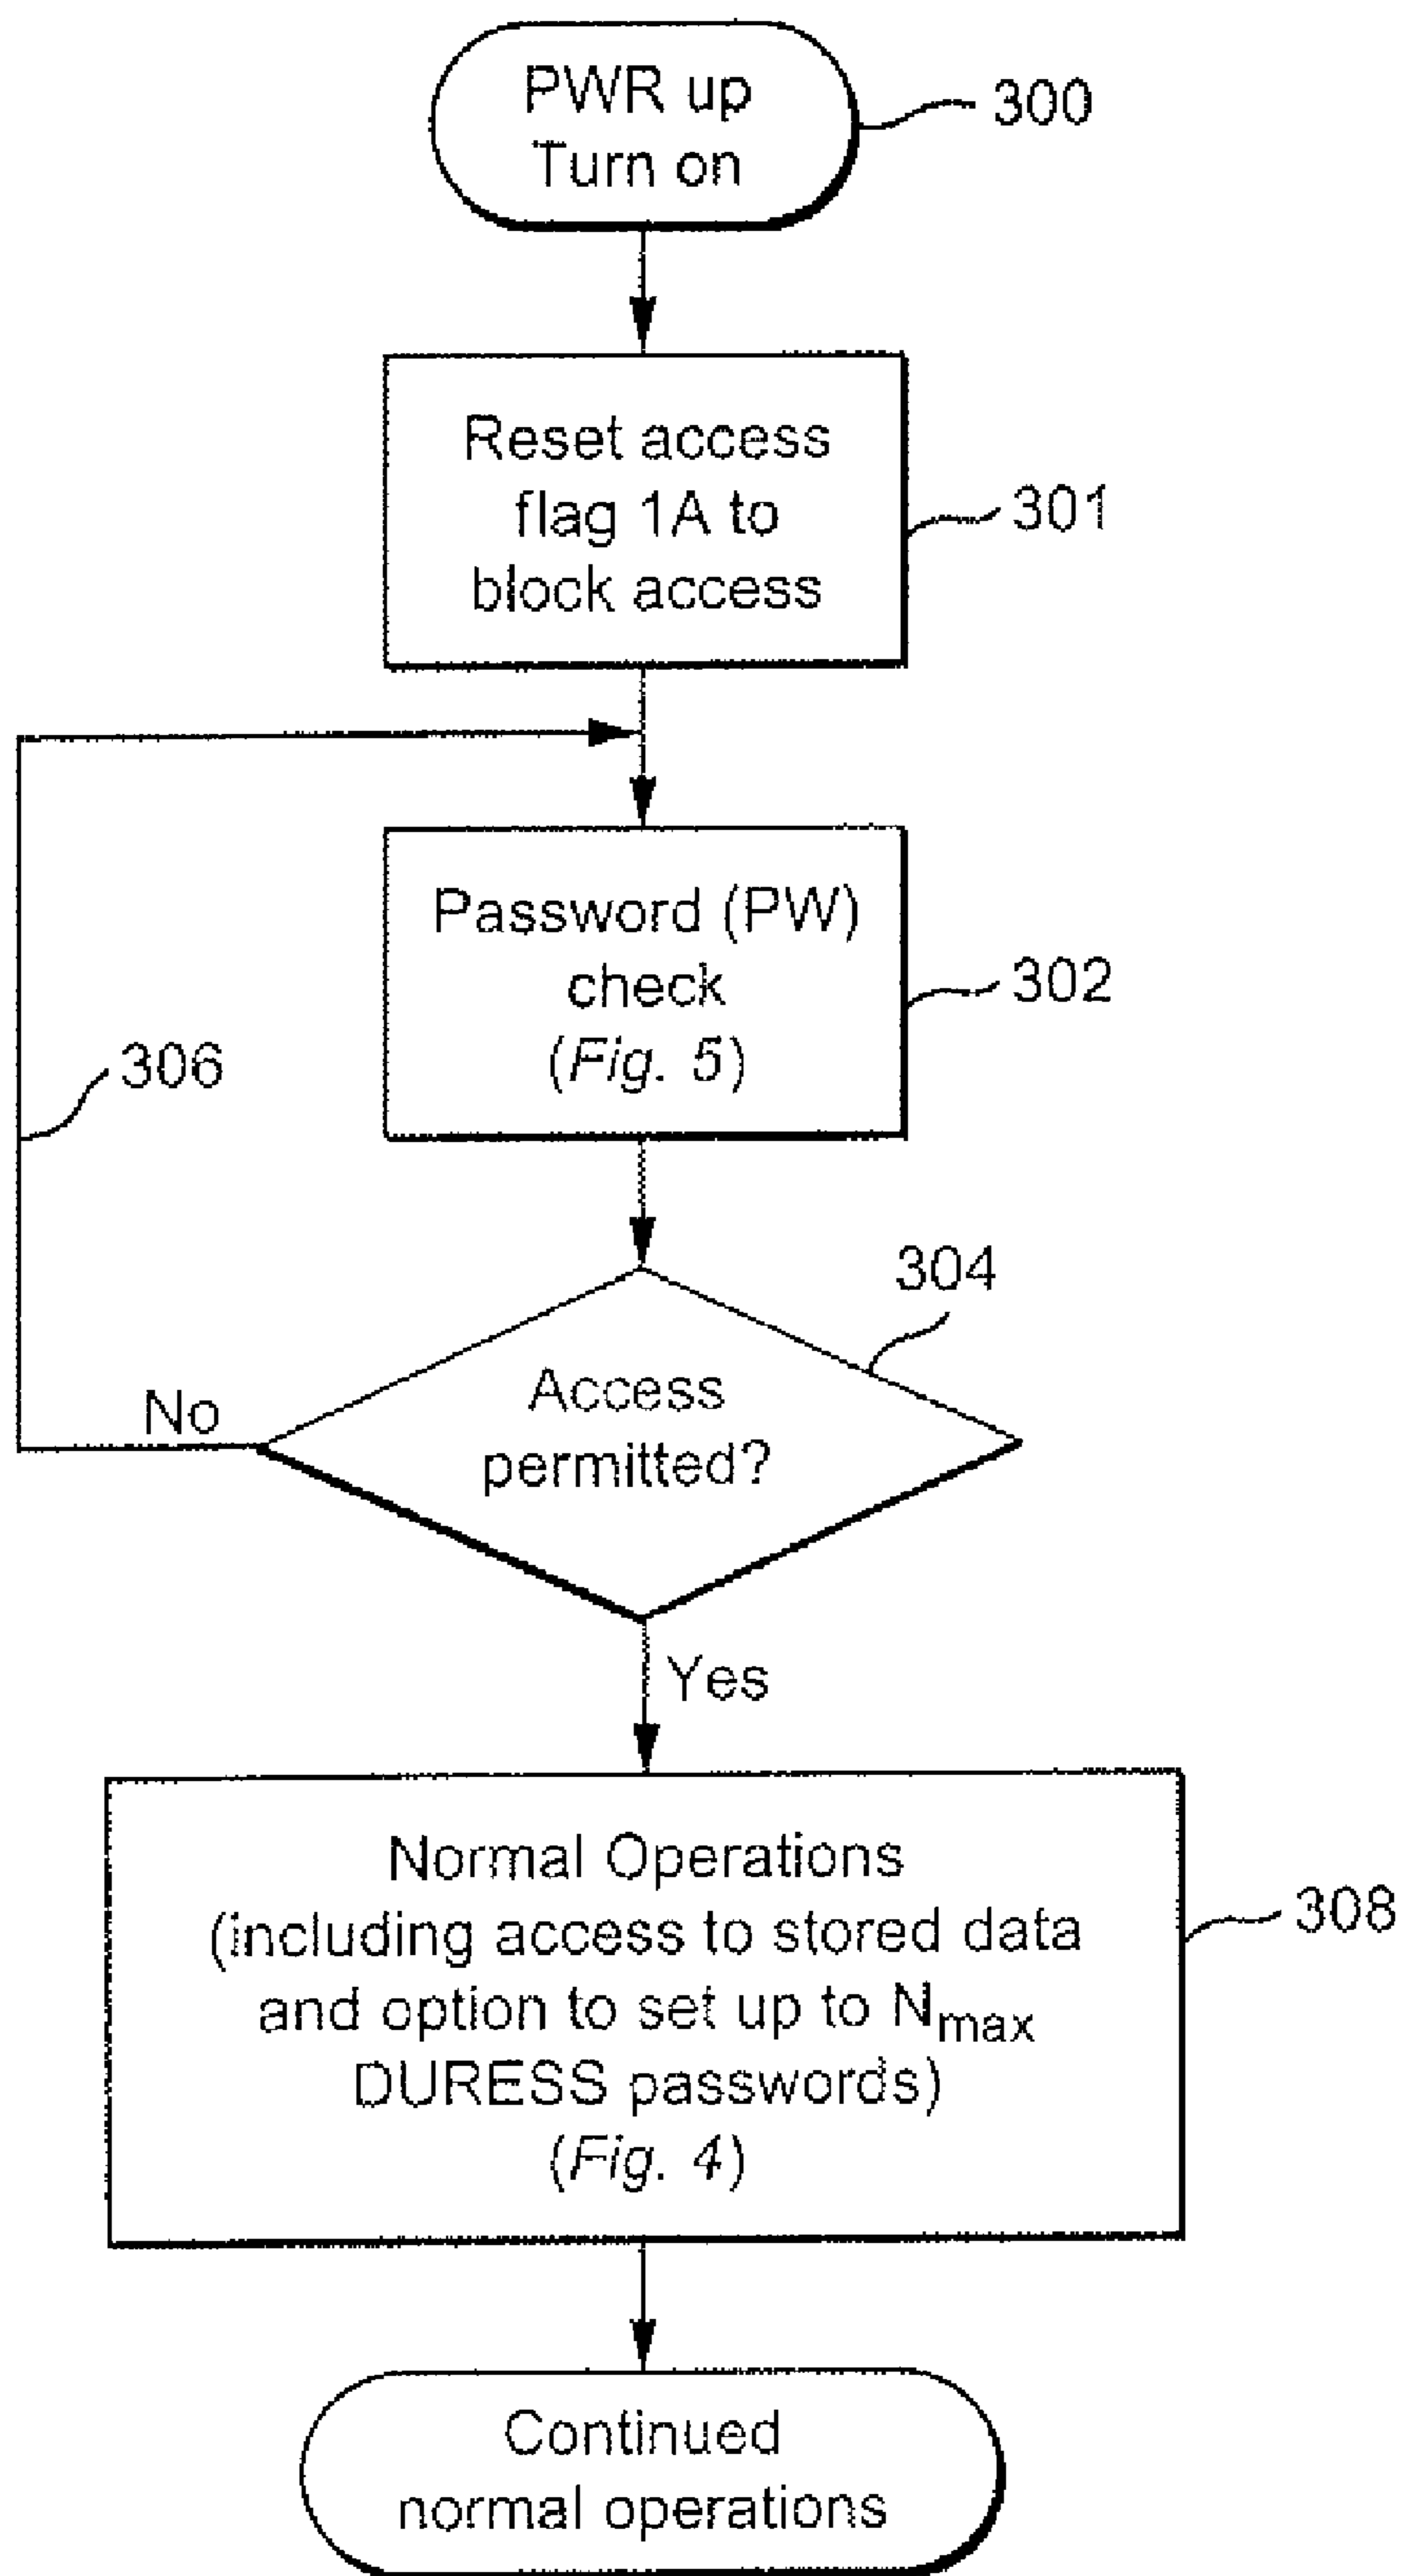 PWR up
Turn on
300
Reset access
flag 1A to
block access
301
Password (PW)
check
(Fig. 5)
302
306
304
Access
permitted?
No
Yes
Normal Operations
(including access to stored data
and option to set up to Nmax
DURESS passwords)
(Fig. 4)
308
Continued
normal operations